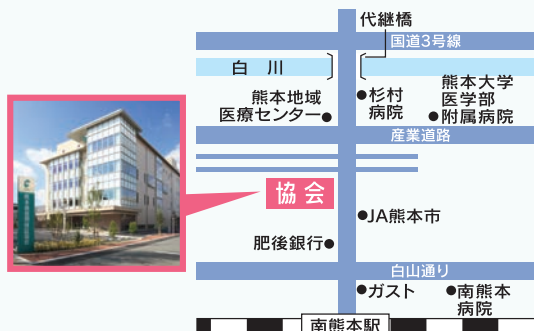 代継橋
国道3号線
白 川
熊本地域
医療センター
杉村
病院
熊本大学
医学部
附属病院
産業道路
協会
JA熊本市
肥後銀行
白山通り
ガスト
南熊本
病院
南熊本駅